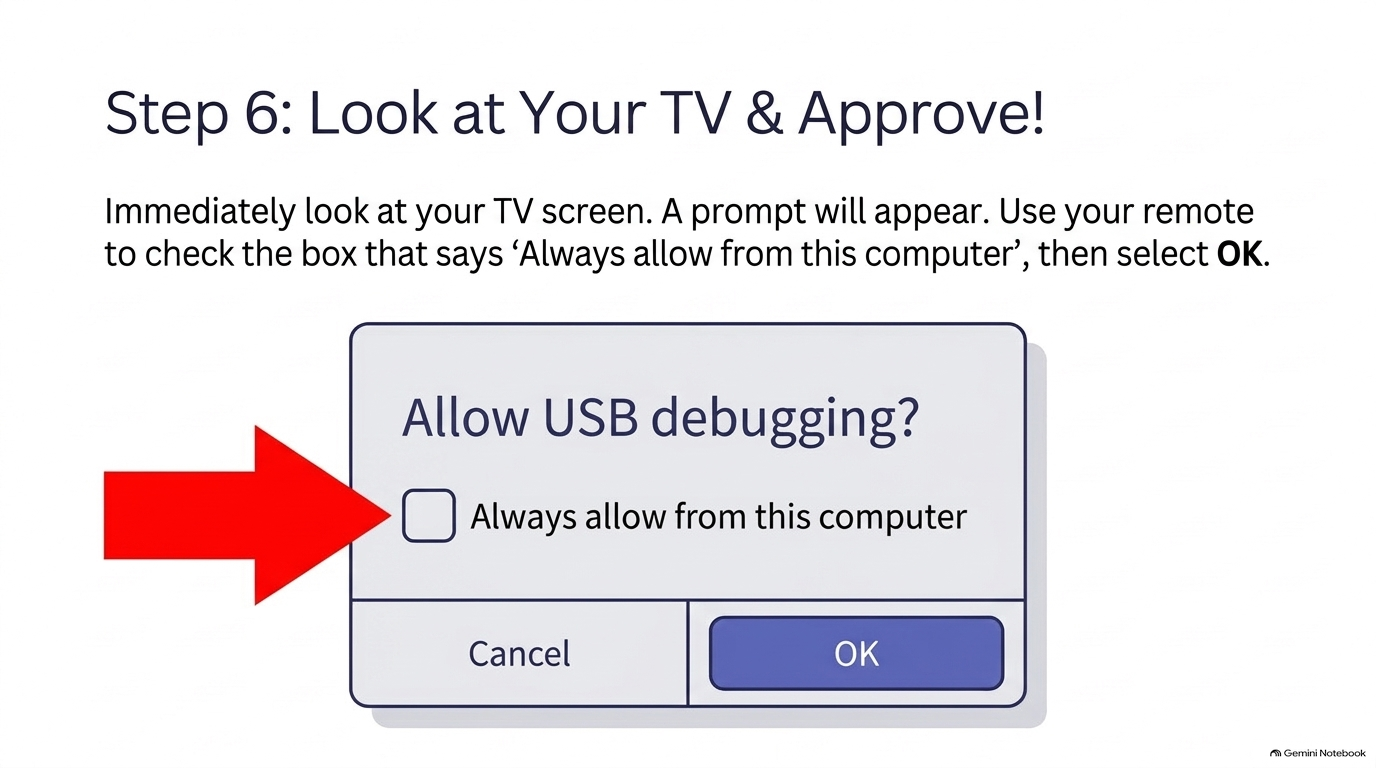 Step 6: Look at Your TV & Approve!
Immediately look at your TV screen. A prompt will appear. Use your remote
to check the box that says ‘Always allow from this computer’, then select OK.
Allow USB debugging?
Always allow from this computer
Cancel
OK
Gemini Notebook